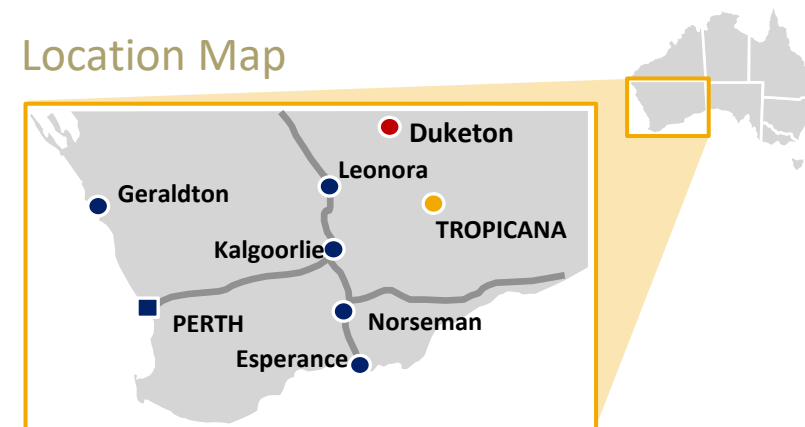 Location Map
Duketon
Leonora
Geraldton
TROPICANA
Kalgoorlie
PERTH
Norseman
Esperance